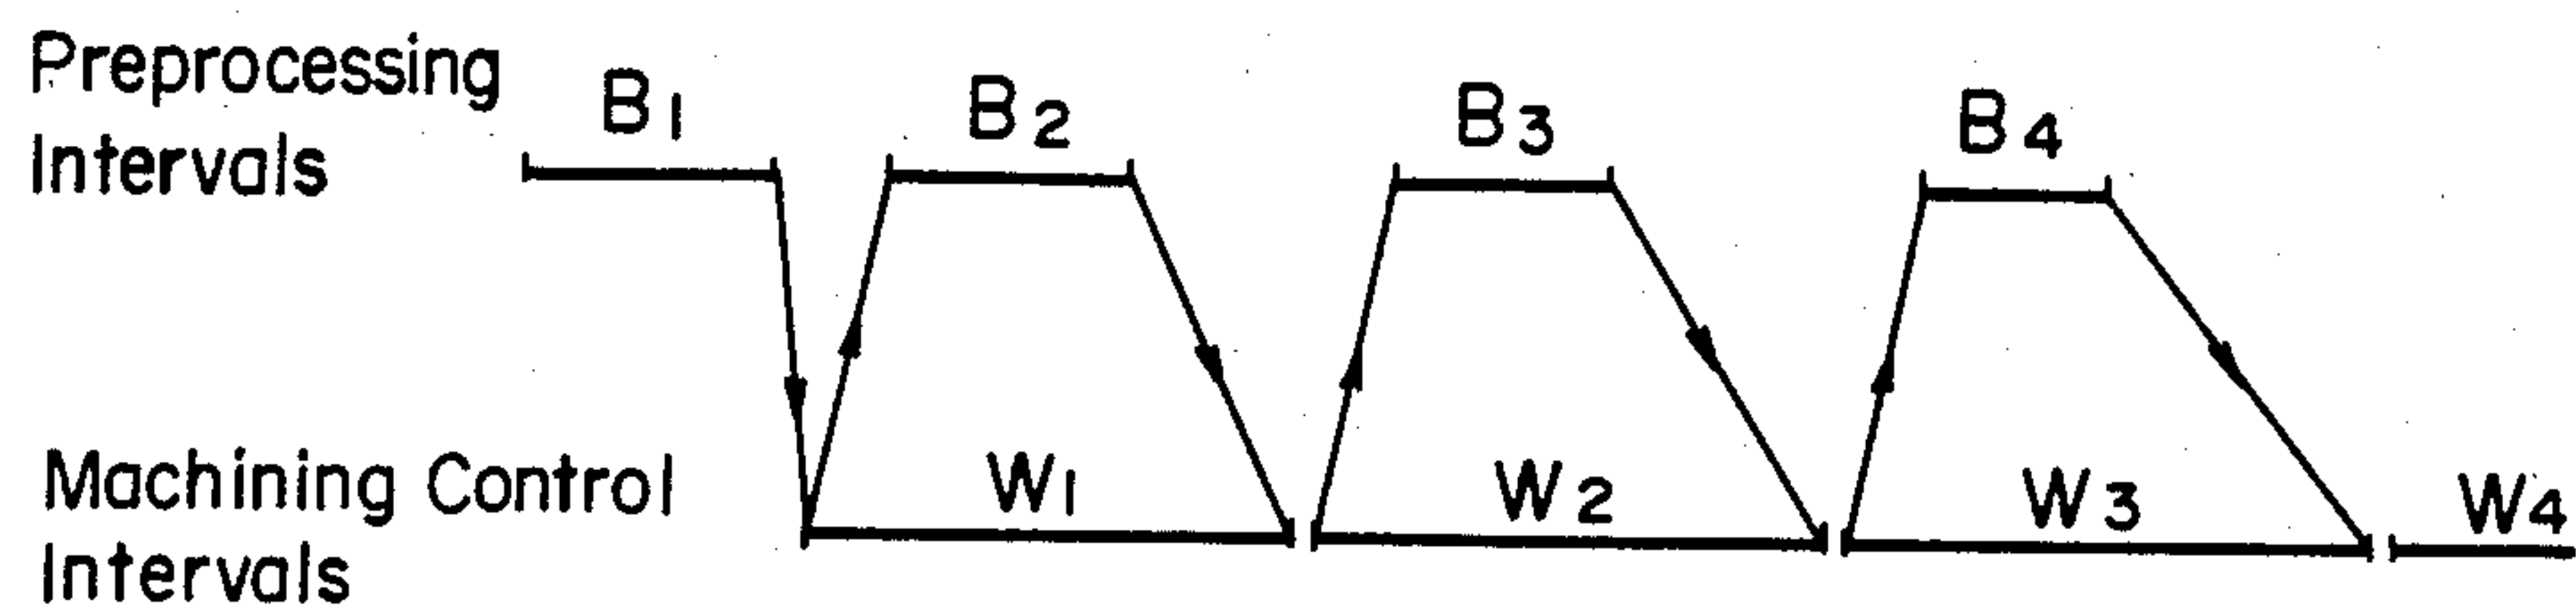 Preprocessing
Intervals
B1 B2 B3 B4
W1 W2 W3 W4
Machining Control
Intervals